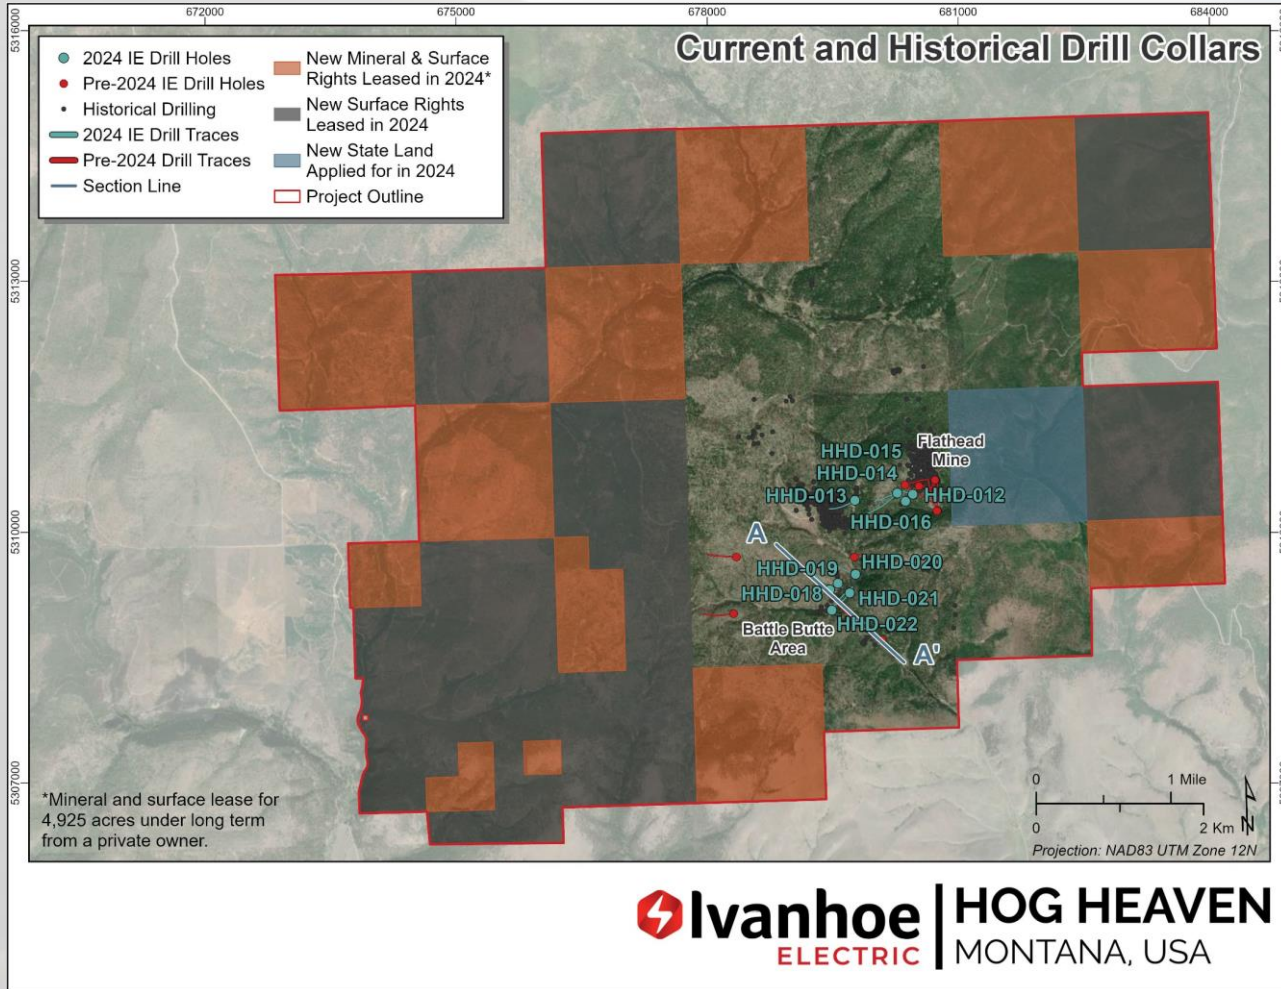 672000
675000
678000
681000
684000
5316000
5313000
5310000
5307000
Current and Historical Drill Collars
2024 IE Drill Holes
Pre-2024 IE Drill Holes
Historical Drilling
2024 IE Drill Traces
Pre-2024 Drill Traces
Section Line
New Mineral & Surface
Rights Leased in 2024*
New Surface Rights
Leased in 2024
New State Land
Applied for in 2024
Project Outline
Flathead
Mine
HHD-015
HHD-014
HHD-013
HHD-012
HHD-016
A
HHD-020
HHD-019
HHD-018
HHD-021
HHD-022
Battle Butte
Area
A'
*Mineral and surface lease for
4,925 acres under long term
from a private owner.
0 1 Mile
0 2 Km
N
Projection: NAD83 UTM Zone 12N
Ivanhoe
ELECTRIC
HOG HEAVEN
MONTANA, USA